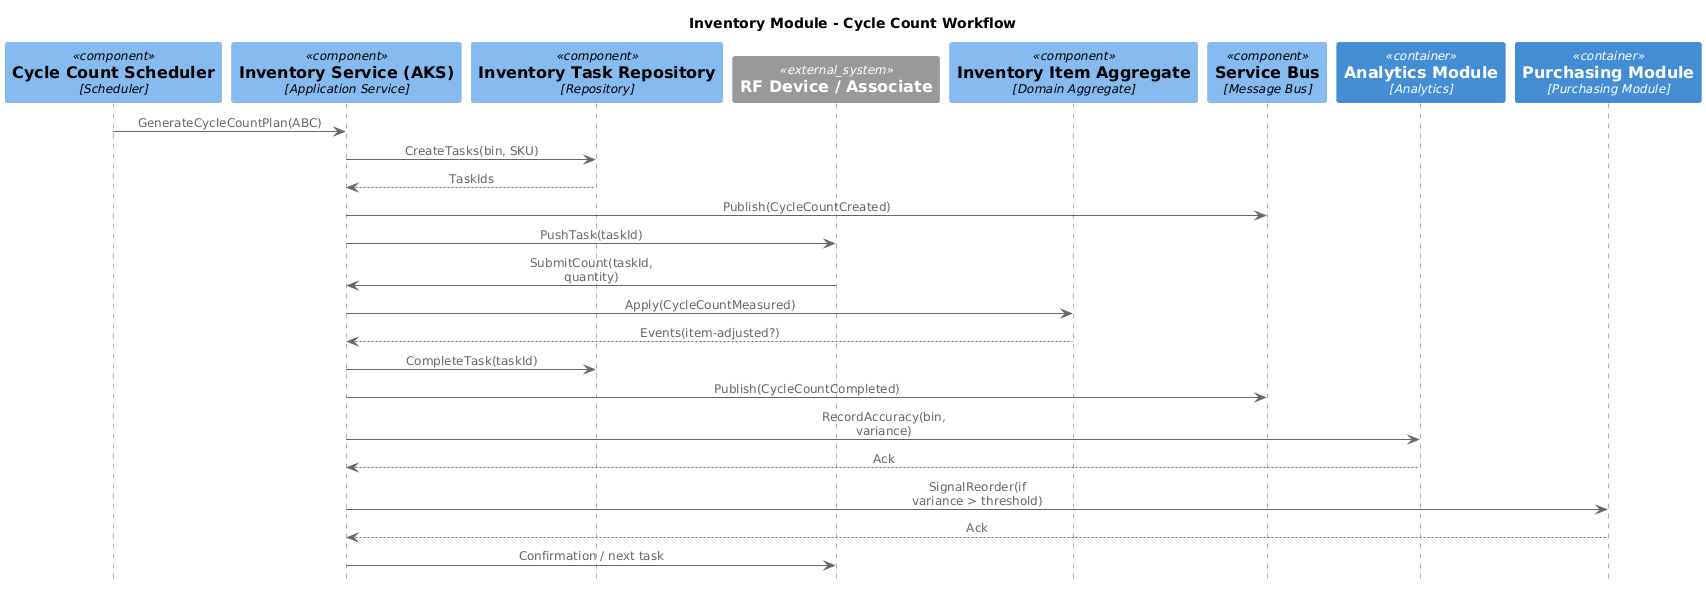 Inventory Module - Cycle Count Workflow
«component»
Cycle Count Scheduler
[Scheduler]
«component»
Inventory Service (AKS)
[Application Service]
«component»
Inventory Task Repository
[Repository]
«external_system»
RF Device / Associate
«component»
Inventory Item Aggregate
[Domain Aggregate]
«component»
Service Bus
[Message Bus]
«container»
Analytics Module
[Analytics]
«container»
Purchasing Module
[Purchasing Module]
GenerateCycleCountPlan(ABC)
CreateTasks(bin, SKU)
TaskIds
Publish(CycleCountCreated)
PushTask(taskId)
SubmitCount(taskId,
quantity)
Apply(CycleCountMeasured)
Events(item-adjusted?)
CompleteTask(taskId)
Publish(CycleCountCompleted)
RecordAccuracy(bin,
variance)
Ack
SignalReorder(if
variance > threshold)
Ack
Confirmation / next task